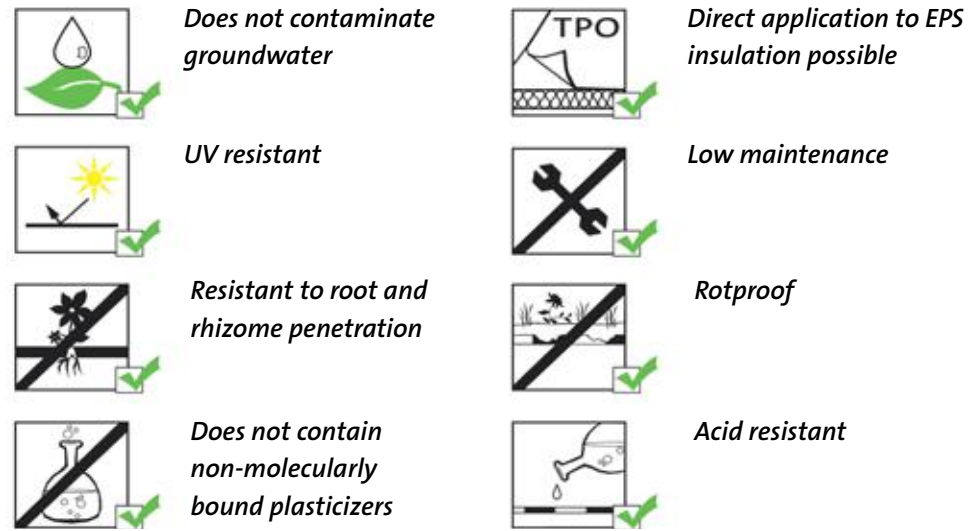 Does not contaminate
groundwater
TPO
Direct application to EPS
insulation possible
UV resistant
Low maintenance
Resistant to root and
rhizome penetration
Rotproof
Does not contain
non-molecularly
bound plasticizers
Acid resistant